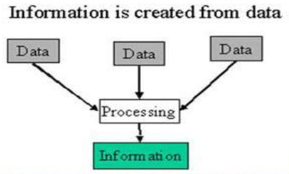 Information is created from data
Data Data Data
Processing
Information